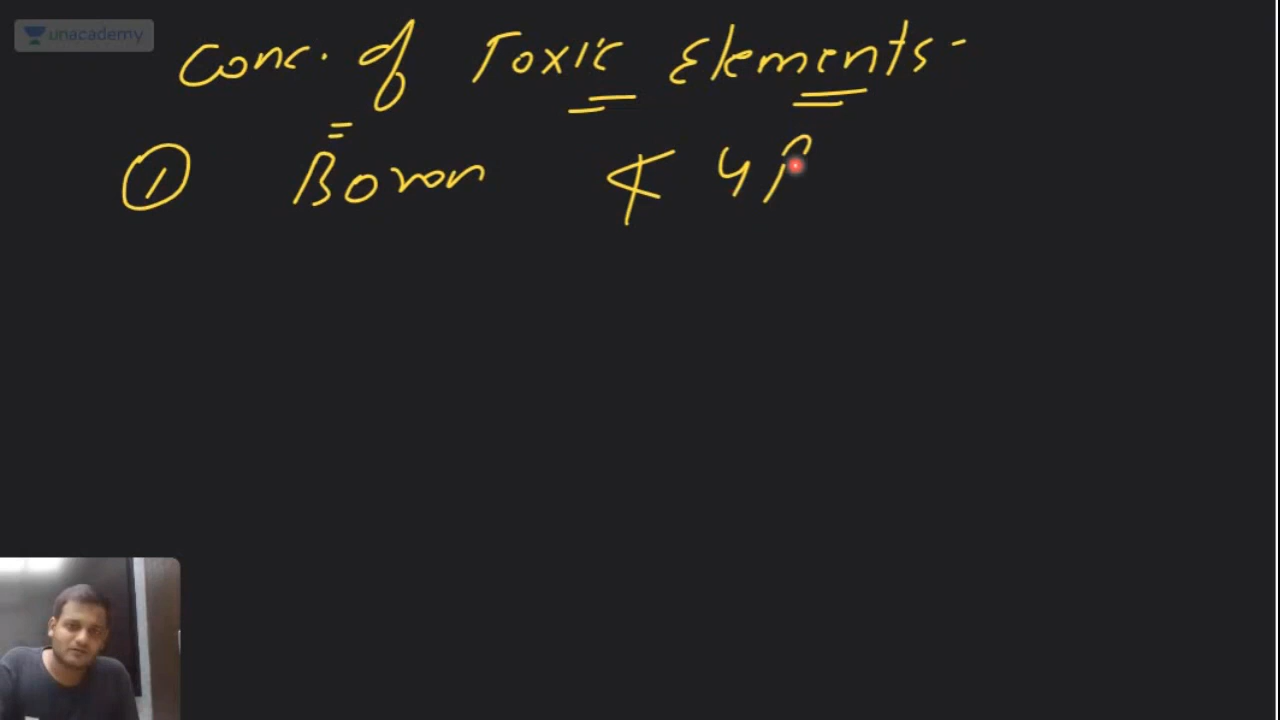 unacademy
Conc. of Toxic Elements-
① Boron ≮ 4 P